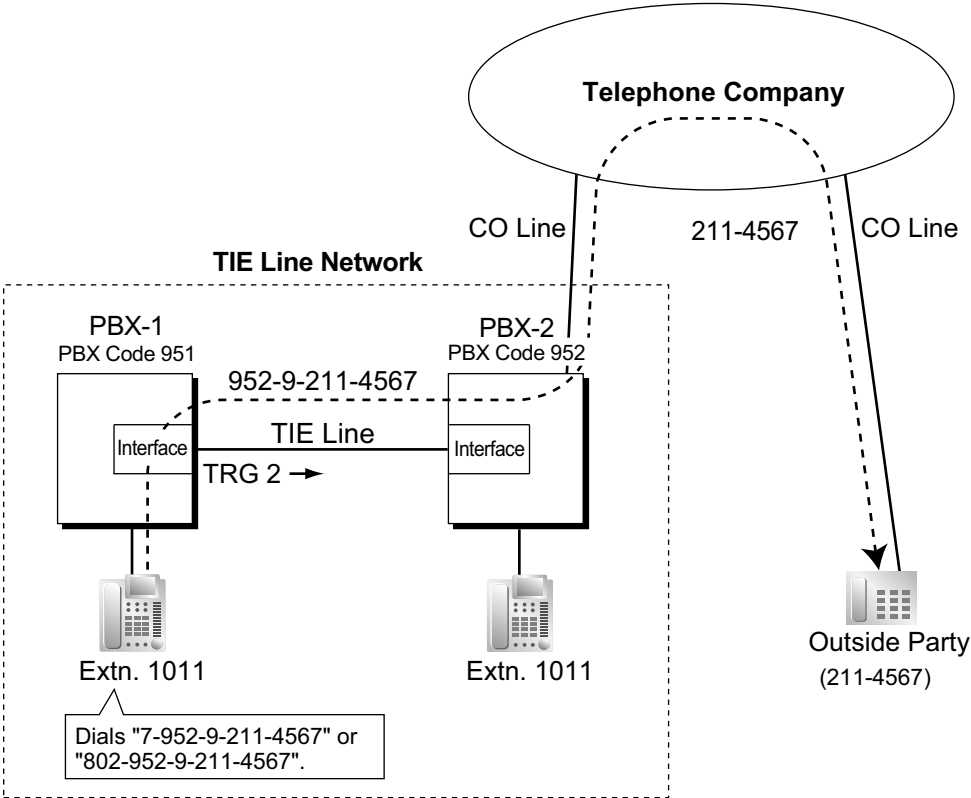 Telephone Company
CO Line
211-4567
CO Line
TIE Line Network
PBX-1
PBX Code 951
PBX-2
PBX Code 952
952-9-211-4567
Interface
TIE Line
Interface
TRG 2
Extn. 1011
Extn. 1011
Outside Party
(211-4567)
Dials "7-952-9-211-4567" or
"802-952-9-211-4567".